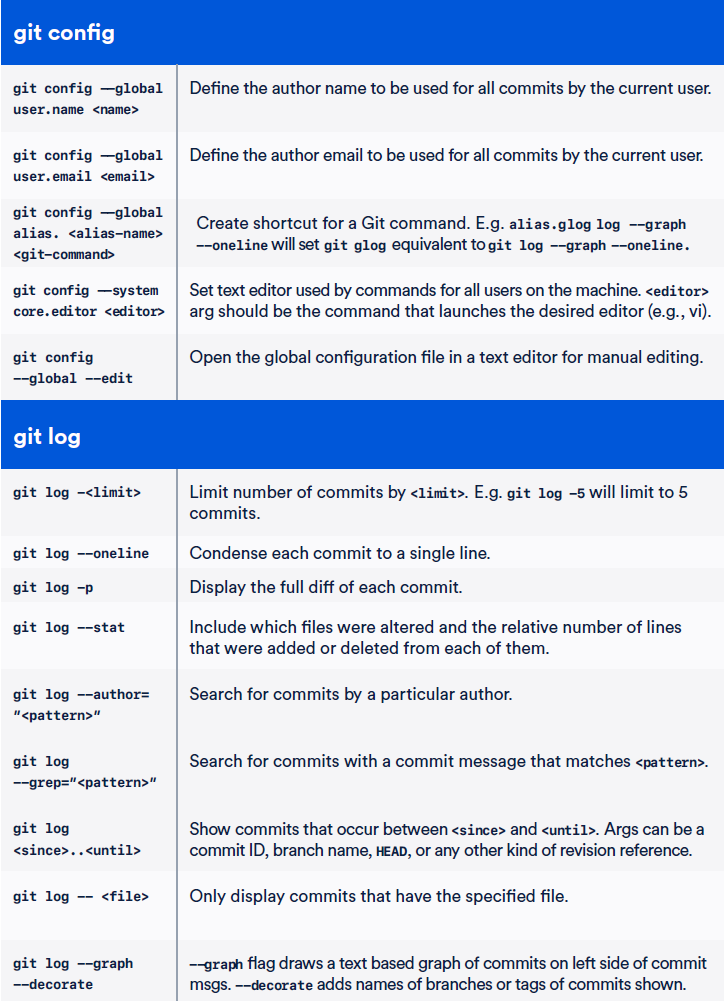 git config
git config --global
user.name <name>
Define the author name to be used for all commits by the current user.
git config --global
user.email <email>
Define the author email to be used for all commits by the current user.
git config --global
alias. <alias-name>
<git-command>
Create shortcut for a Git command. E.g. alias.glog log --graph
--oneline will set git glog equivalent to git log --graph --oneline.
git config --system
core.editor <editor>
Set text editor used by commands for all users on the machine. <editor>
arg should be the command that launches the desired editor (e.g., vi).
git config
--global --edit
Open the global configuration file in a text editor for manual editing.
git log
git log -<limit>
Limit number of commits by <limit>. E.g. git log -5 will limit to 5
commits.
git log --oneline
Condense each commit to a single line.
git log -p
Display the full diff of each commit.
git log --stat
Include which files were altered and the relative number of lines
that were added or deleted from each of them.
git log --author=
"<pattern>"
Search for commits by a particular author.
git log
--grep="<pattern>"
Search for commits with a commit message that matches <pattern>.
git log
<since>..<until>
Show commits that occur between <since> and <until>. Args can be a
commit ID, branch name, HEAD, or any other kind of revision reference.
git log -- <file>
Only display commits that have the specified file.
git log --graph
--decorate
--graph flag draws a text based graph of commits on left side of commit
msgs. --decorate adds names of branches or tags of commits shown.